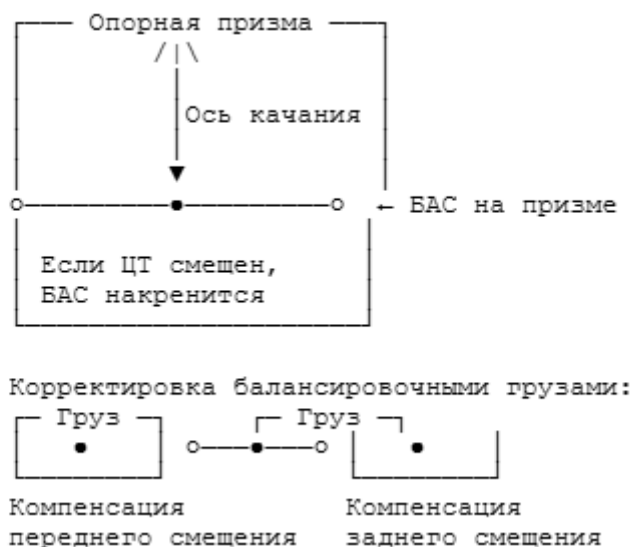 Опорная призма
Ось качания
← БАС на призме
Если ЦТ смещен,
БАС накренится
Корректировка балансировочными грузами:
Груз Груз
Компенсация Компенсация
переднего смещения заднего смещения